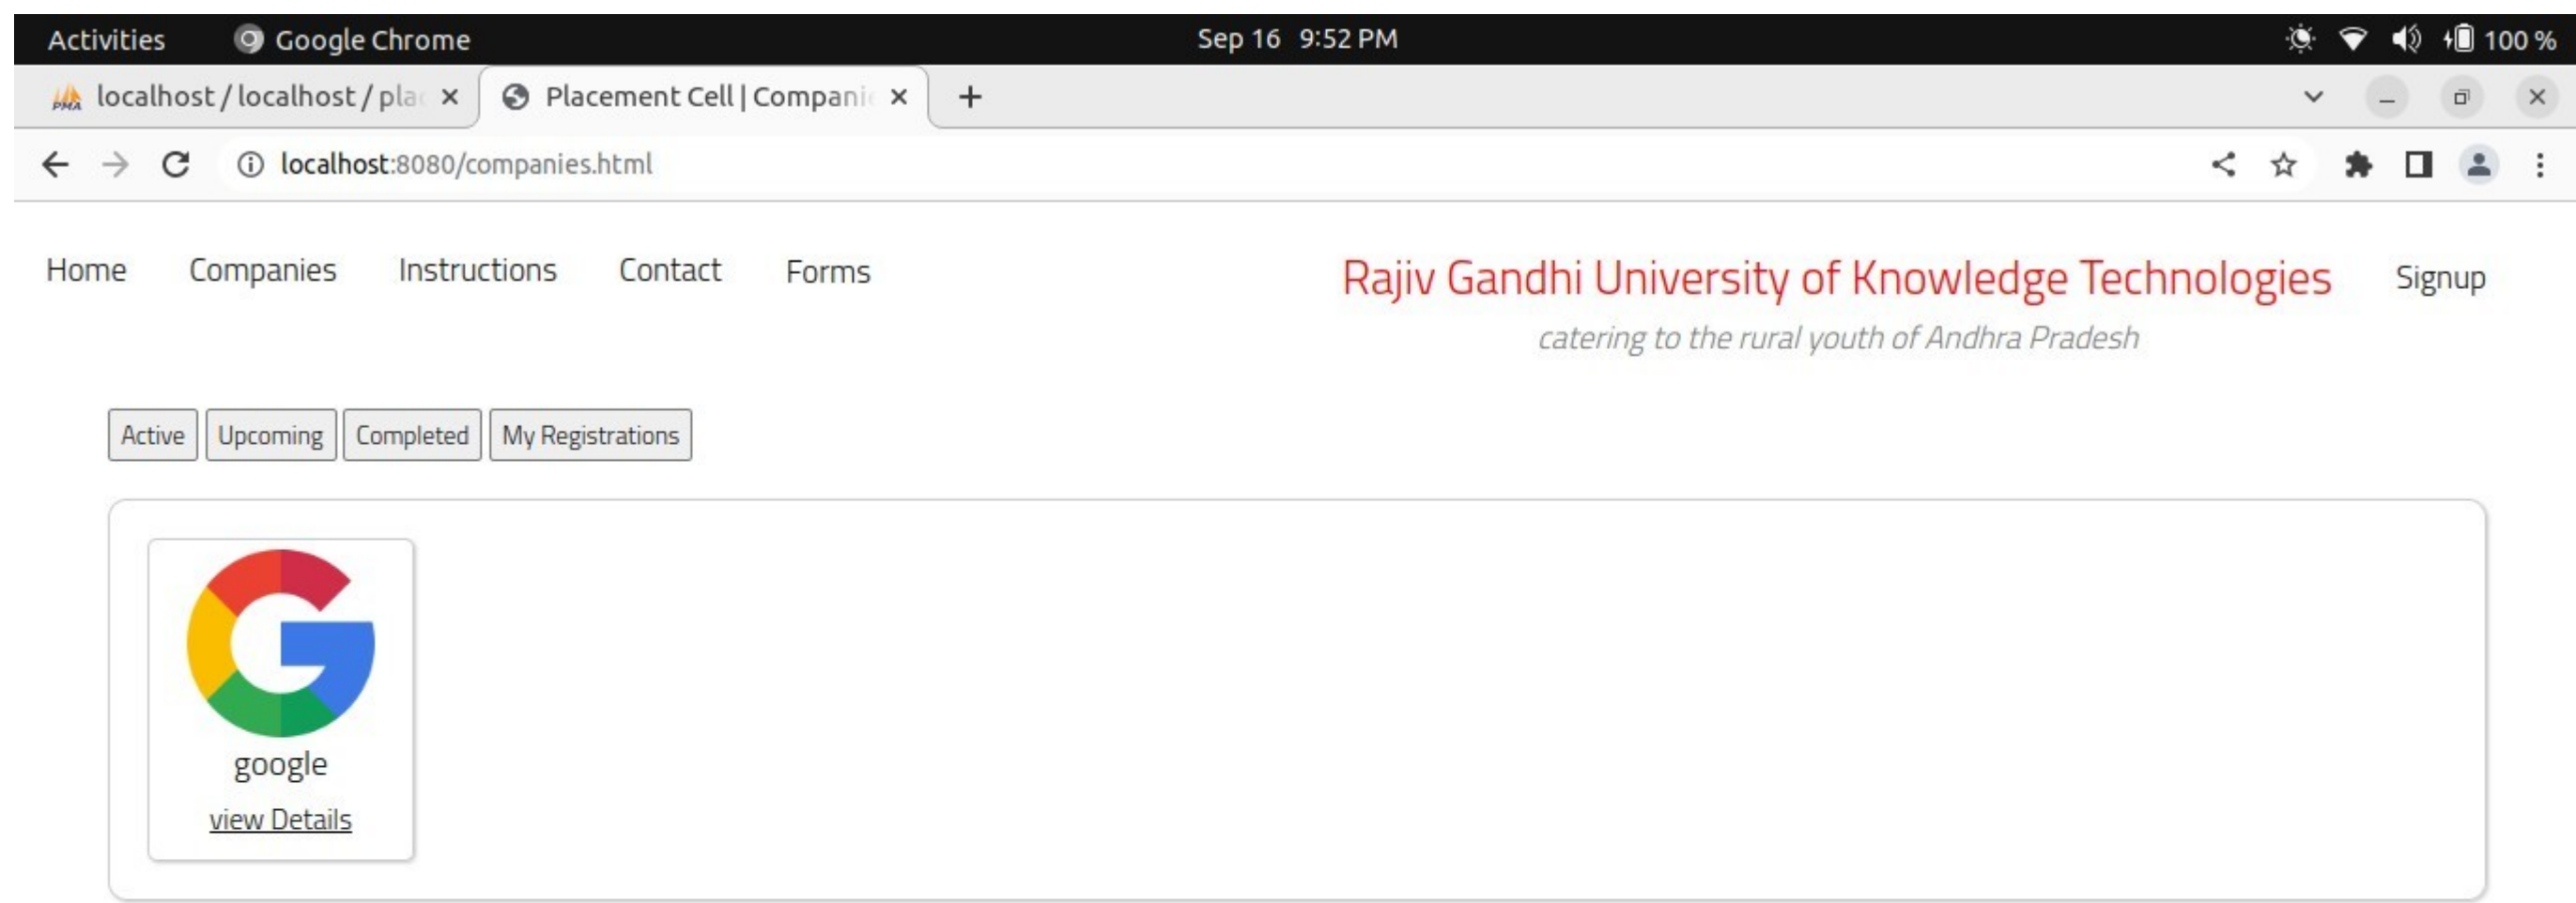 Activities Google Chrome Sep 16 9:52 PM 100 %
localhost / localhost / pla Placement Cell | Compani
localhost:8080/companies.html
Home Companies Instructions Contact Forms Rajiv Gandhi University of Knowledge Technologies Signup
catering to the rural youth of Andhra Pradesh
Active Upcoming Completed My Registrations
google
view Details